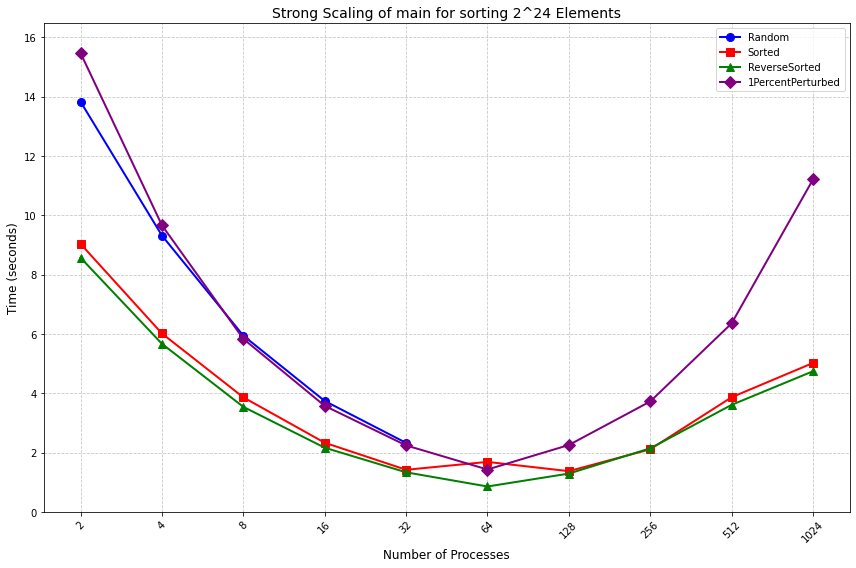 Strong Scaling of main for sorting 2^24 Elements
Random
Sorted
ReverseSorted
1PercentPerturbed
Time (seconds)
16
14
12
10
8
6
4
2
0
2
4
8
16
32
64
128
256
512
1024
Number of Processes